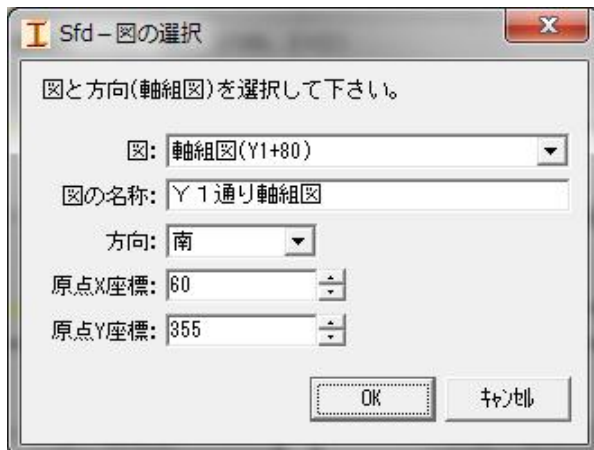 Sfd－図の選択
図と方向(軸組図)を選択して下さい。
図: 軸組図(Y1+80)
図の名称: Ｙ１通り軸組図
方向: 南
原点X座標: 60
原点Y座標: 355
OK ｷｬﾝｾﾙ